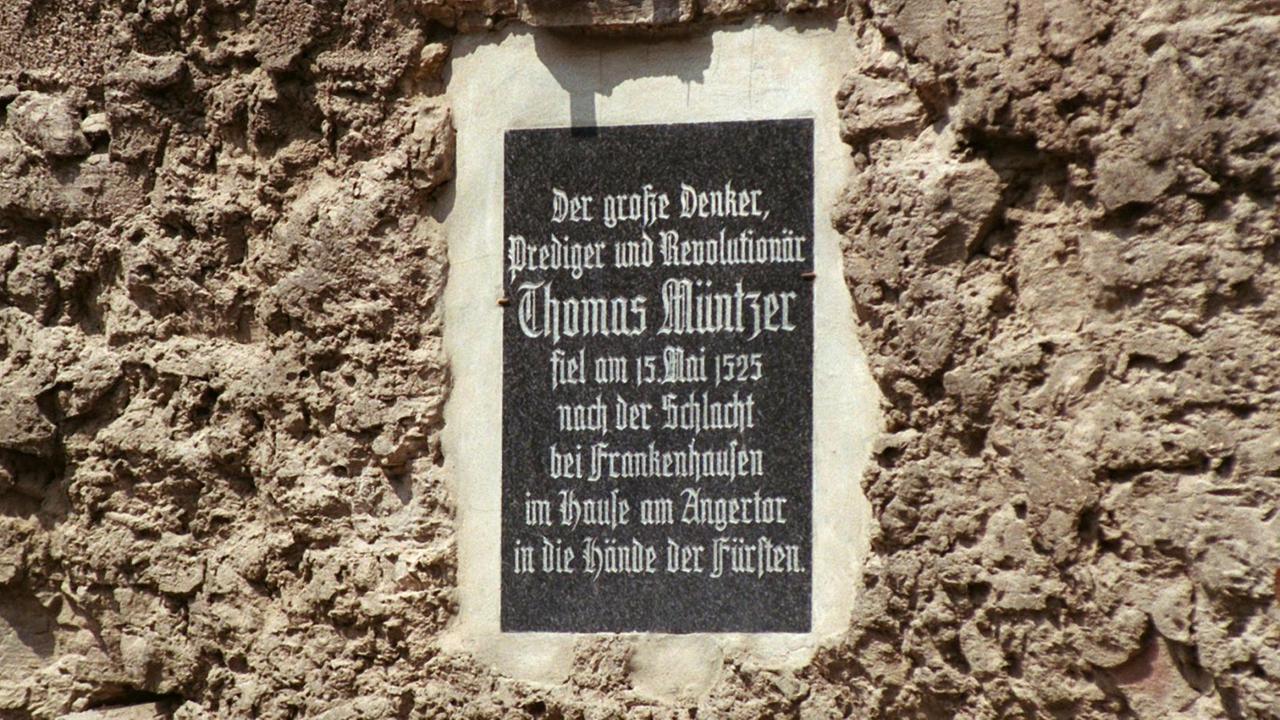 Der große Denker,
Prediger und Revolutionär
Thomas Müntzer
fiel am 15. Mai 1525
nach der Schlacht
bei Frankenhauſen
im Hauſe am Angertor
in die Hände der Fürſten.